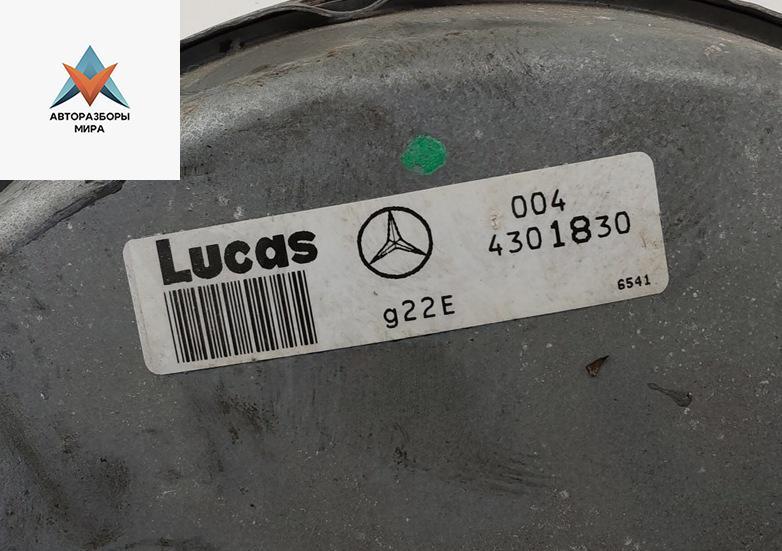 АВТОРАЗБОРЫ
МИРА
Lucas
004
4301830
g22E
6541